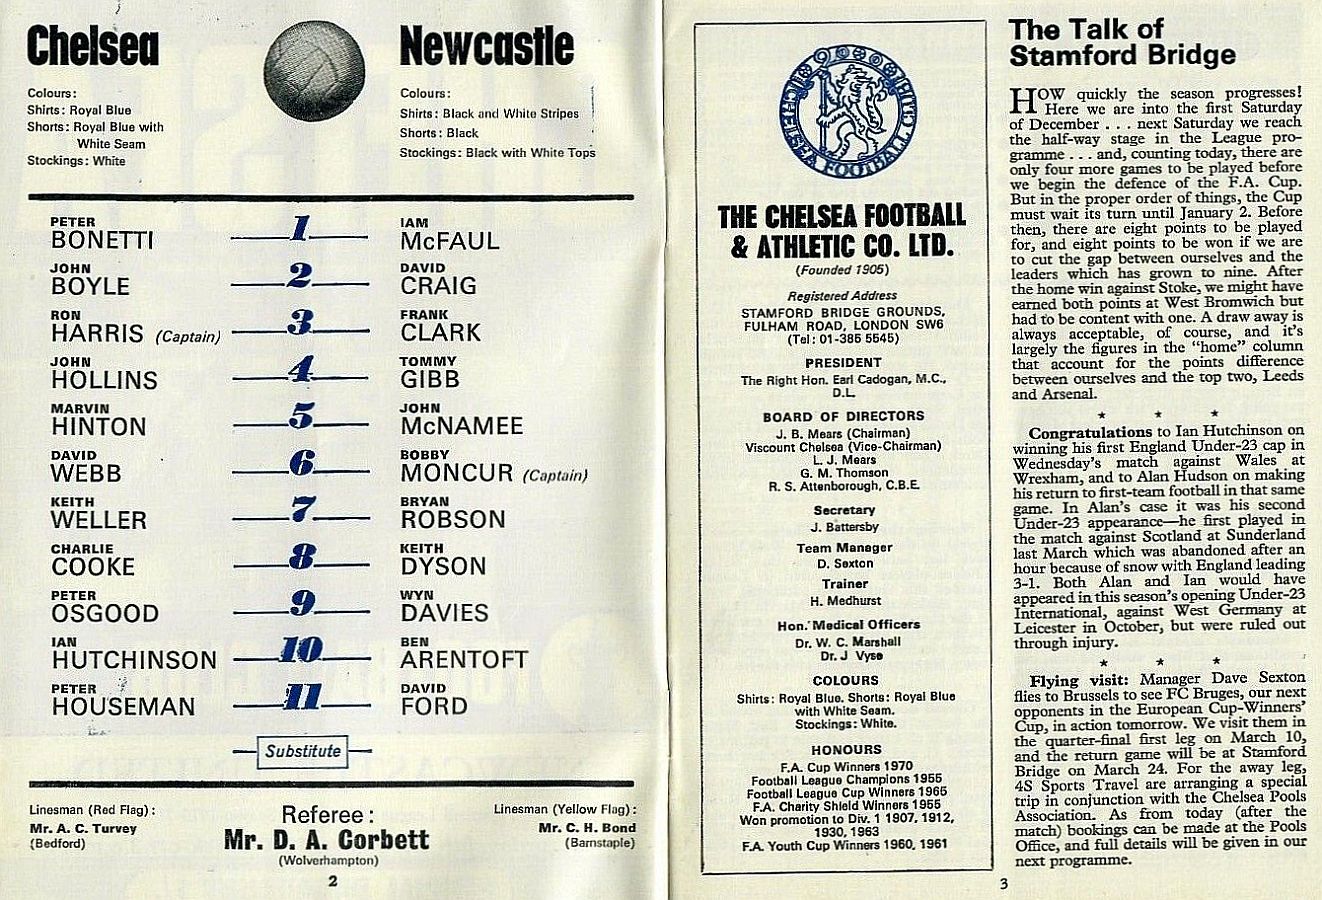 Chelsea
Colours:
Shirts: Royal Blue
Shorts: Royal Blue with
White Seam
Stockings: White
Newcastle
Colours:
Shirts: Black and White Stripes
Shorts: Black
Stockings: Black with White Tops
PETER
BONETTI
1
IAM
McFAUL
JOHN
BOYLE
2
DAVID
CRAIG
RON
HARRIS (Captain)
3
FRANK
CLARK
JOHN
HOLLINS
4
TOMMY
GIBB
MARVIN
HINTON
5
JOHN
McNAMEE
DAVID
WEBB
6
BOBBY
MONCUR (Captain)
KEITH
WELLER
7
BRYAN
ROBSON
CHARLIE
COOKE
8
KEITH
DYSON
PETER
OSGOOD
9
WYN
DAVIES
IAN
HUTCHINSON
10
BEN
ARENTOFT
PETER
HOUSEMAN
11
DAVID
FORD
Substitute
Linesman (Red Flag):
Mr. A. C. Turvey
(Bedford)
Referee:
Mr. D. A. Corbett
(Wolverhampton)
Linesman (Yellow Flag):
Mr. C. H. Bond
(Barnstaple)
2
CHELSEA FOOTBALL CLUB
THE CHELSEA FOOTBALL
& ATHLETIC CO. LTD.
(Founded 1905)
Registered Address
STAMFORD BRIDGE GROUNDS,
FULHAM ROAD, LONDON SW6
(Tel: 01-385 5545)
PRESIDENT
The Right Hon. Earl Cadogan, M.C.,
D.L.
BOARD OF DIRECTORS
J. B. Mears (Chairman)
Viscount Chelsea (Vice-Chairman)
L. J. Mears
G. M. Thomson
R. S. Attenborough, C.B.E.
Secretary
J. Battersby
Team Manager
D. Sexton
Trainer
H. Medhurst
Hon. Medical Officers
Dr. W. C. Marshall
Dr. J Vyse
COLOURS
Shirts: Royal Blue. Shorts: Royal Blue
with White Seam.
Stockings: White.
HONOURS
F.A. Cup Winners 1970
Football League Champions 1955
Football League Cup Winners 1965
F.A. Charity Shield Winners 1955
Won promotion to Div. 1 1907, 1912,
1930, 1963
F.A. Youth Cup Winners 1960, 1961
The Talk of
Stamford Bridge
HOW quickly the season progresses!
Here we are into the first Saturday
of December . . . next Saturday we reach
the half-way stage in the League pro-
gramme . . . and, counting today, there are
only four more games to be played before
we begin the defence of the F.A. Cup.
But in the proper order of things, the Cup
must wait its turn until January 2. Before
then, there are eight points to be played
for, and eight points to be won if we are
to cut the gap between ourselves and the
leaders which has grown to nine. After
the home win against Stoke, we might have
earned both points at West Bromwich but
had to be content with one. A draw away is
always acceptable, of course, and it's
largely the figures in the "home" column
that account for the points difference
between ourselves and the top two, Leeds
and Arsenal.
★ ★ ★
Congratulations to Ian Hutchinson on
winning his first England Under-23 cap in
Wednesday's match against Wales at
Wrexham, and to Alan Hudson on making
his return to first-team football in that same
game. In Alan's case it was his second
Under-23 appearance—he first played in
the match against Scotland at Sunderland
last March which was abandoned after an
hour because of snow with England leading
3-1. Both Alan and Ian would have
appeared in this season's opening Under-23
International, against West Germany at
Leicester in October, but were ruled out
through injury.
★ ★ ★
Flying visit: Manager Dave Sexton
flies to Brussels to see FC Bruges, our next
opponents in the European Cup-Winners'
Cup, in action tomorrow. We visit them in
the quarter-final first leg on March 10,
and the return game will be at Stamford
Bridge on March 24. For the away leg,
4S Sports Travel are arranging a special
trip in conjunction with the Chelsea Pools
Association. As from today (after the
match) bookings can be made at the Pools
Office, and full details will be given in our
next programme.
3